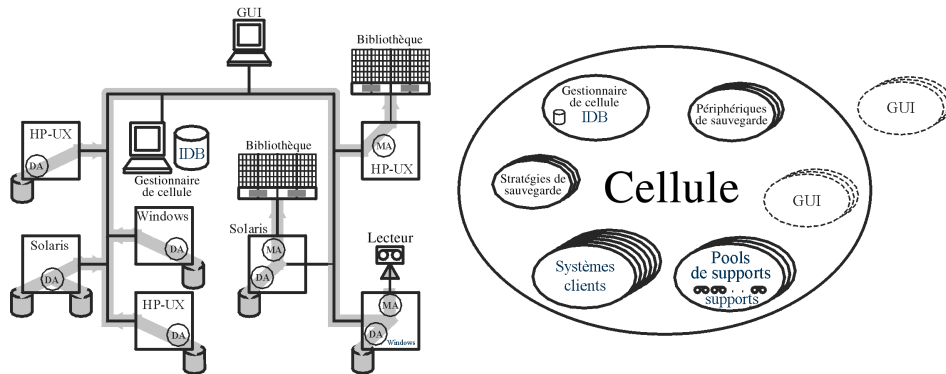 GUI
Bibliothèque
HP-UX
DA
IDB
Gestionnaire
de cellule
MA
HP-UX
Bibliothèque
Windows
DA
Solaris
DA
Solaris
MA
DA
Lecteur
HP-UX
DA
MA
DA
Windows
Gestionnaire
de cellule
IDB
Périphériques
de sauvegarde
GUI
Stratégies de
sauvegarde
Cellule
GUI
Systèmes
clients
Pools
de supports
supports